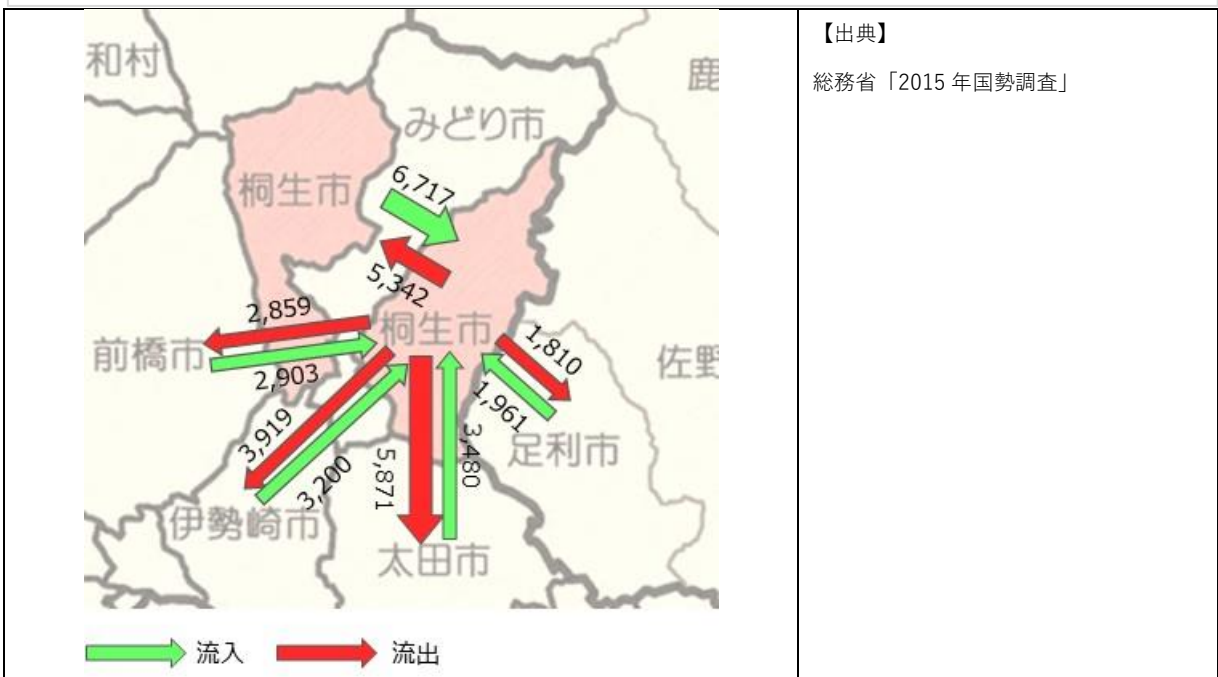 和村
鹿
みどり市
桐生市
6,717
5,342
2,859
桐生市
1,810
前橋市
佐野
2,903
1,961
3,919
3,480
足利市
3,200
5,871
伊勢崎市
太田市
流入
流出
【出典】
総務省「2015 年国勢調査」